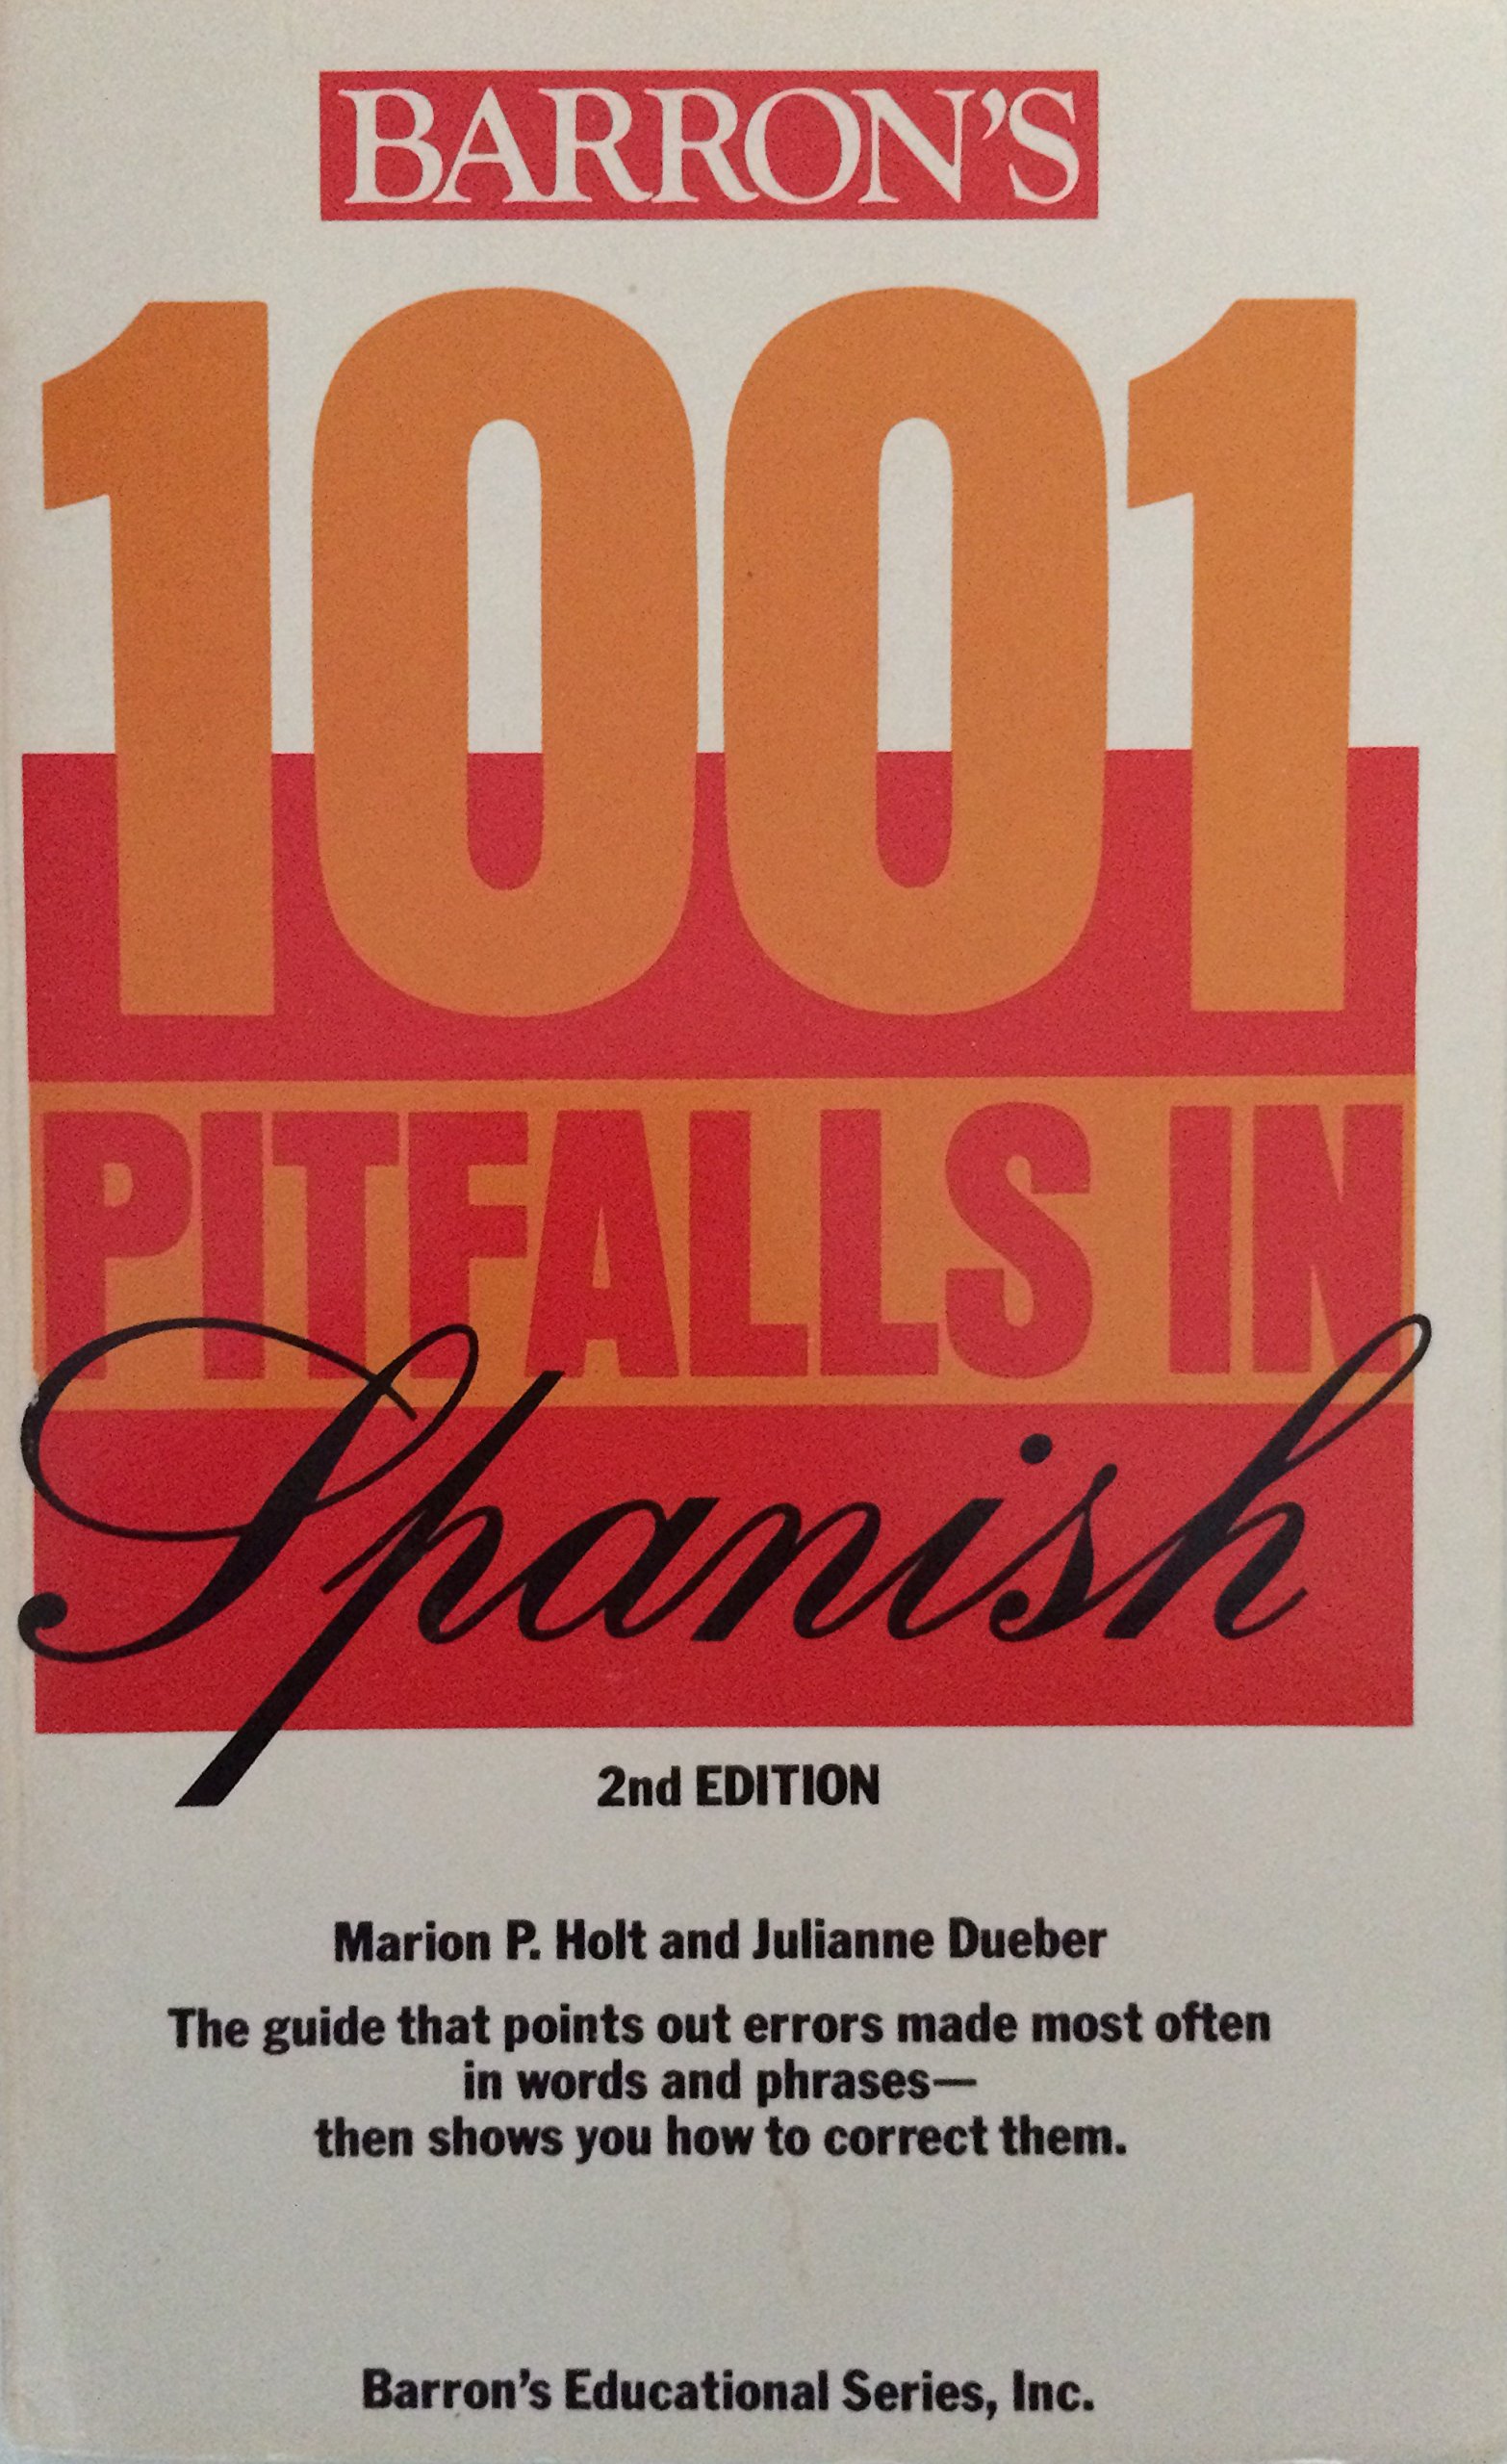 BARRON'S
1001
PITFALLS IN
Spanish
2nd EDITION
Marion P. Holt and Julianne Dueber
The guide that points out errors made most often
in words and phrases—
then shows you how to correct them.
Barron's Educational Series, Inc.